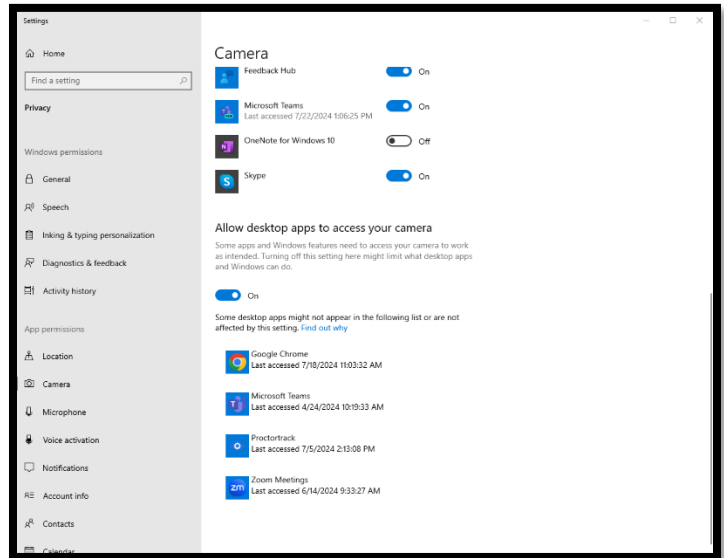 Settings
Home
Find a setting
Privacy
Windows permissions
General
Speech
Inking & typing personalization
Diagnostics & feedback
Activity history
App permissions
Location
Camera
Microphone
Voice activation
Notifications
Account info
Contacts
Calendar
Camera
Feedback Hub
On
Microsoft Teams
Last accessed 7/22/2024 1:06:25 PM
On
OneNote for Windows 10
Off
Skype
On
Allow desktop apps to access your camera
Some apps and Windows features need to access your camera to work
as intended. Turning off this setting here might limit what desktop apps
and Windows can do.
On
Some desktop apps might not appear in the following list or are not
affected by this setting. Find out why
Google Chrome
Last accessed 7/18/2024 11:03:32 AM
Microsoft Teams
Last accessed 4/24/2024 10:19:33 AM
Proctortrack
Last accessed 7/5/2024 2:13:08 PM
zm
Zoom Meetings
Last accessed 6/14/2024 9:33:27 AM